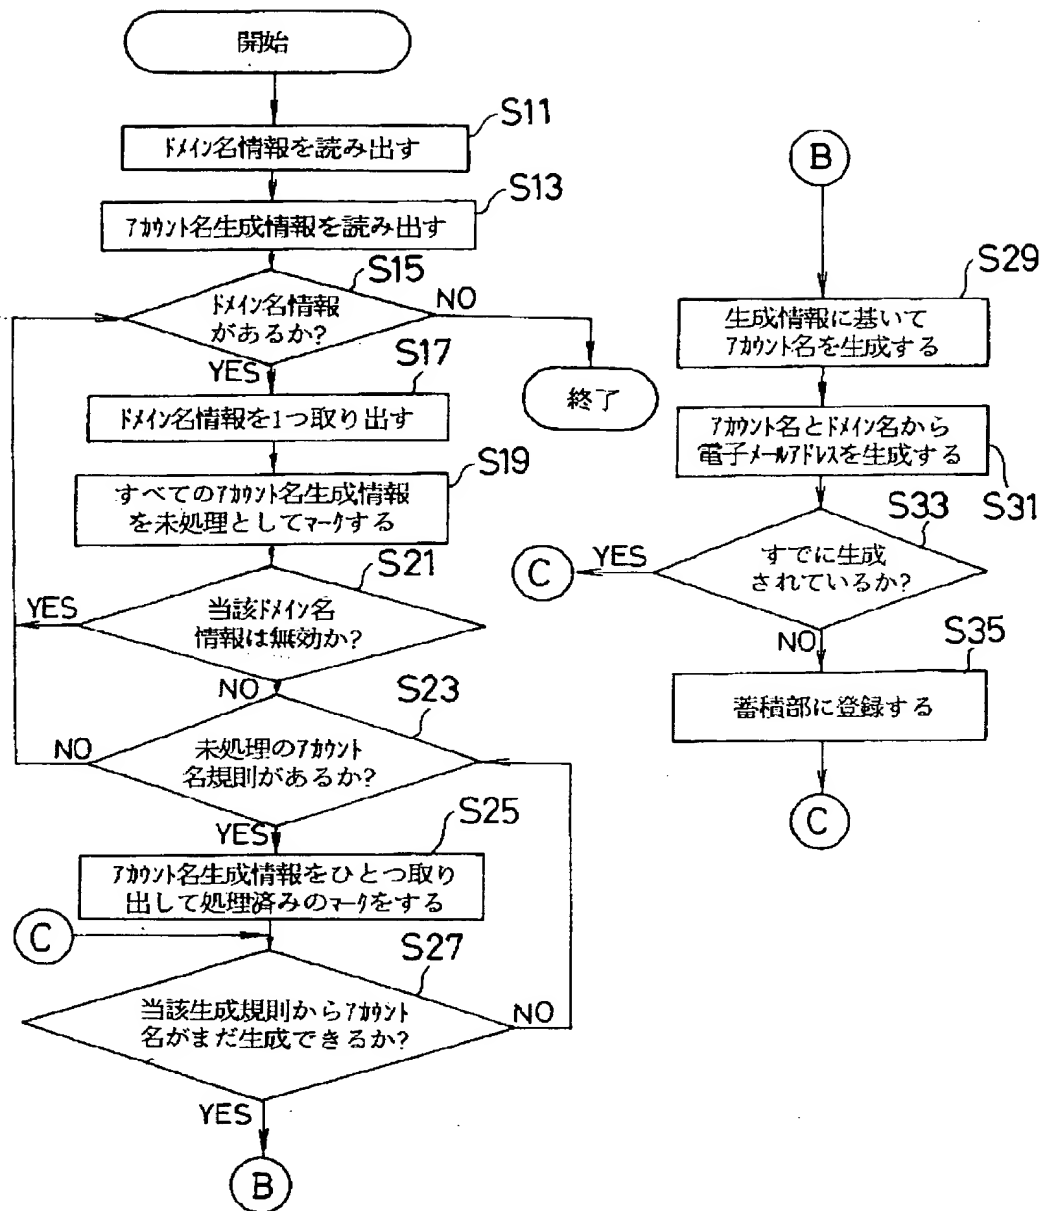 開始
S11
ドメイン名情報を読み出す
S13
アカウント名生成情報を読み出す
S15
ドメイン名情報
があるか?
NO
YES
終了
S17
ドメイン名情報を1つ取り出す
S19
すべてのアカウント名生成情報
を未処理としてマークする
S21
当該ドメイン名
情報は無効か?
YES
NO
S23
未処理のアカウント
名規則があるか?
NO
YES
S25
アカウント名生成情報をひとつ取り
出して処理済みのマークをする
C
S27
当該生成規則からアカウント
名がまだ生成できるか?
NO
YES
B
B
S29
生成情報に基いて
アカウント名を生成する
アカウント名とドメイン名から
電子メールアドレスを生成する
S31
S33
すでに生成
されているか?
YES
C
NO
S35
蓄積部に登録する
C